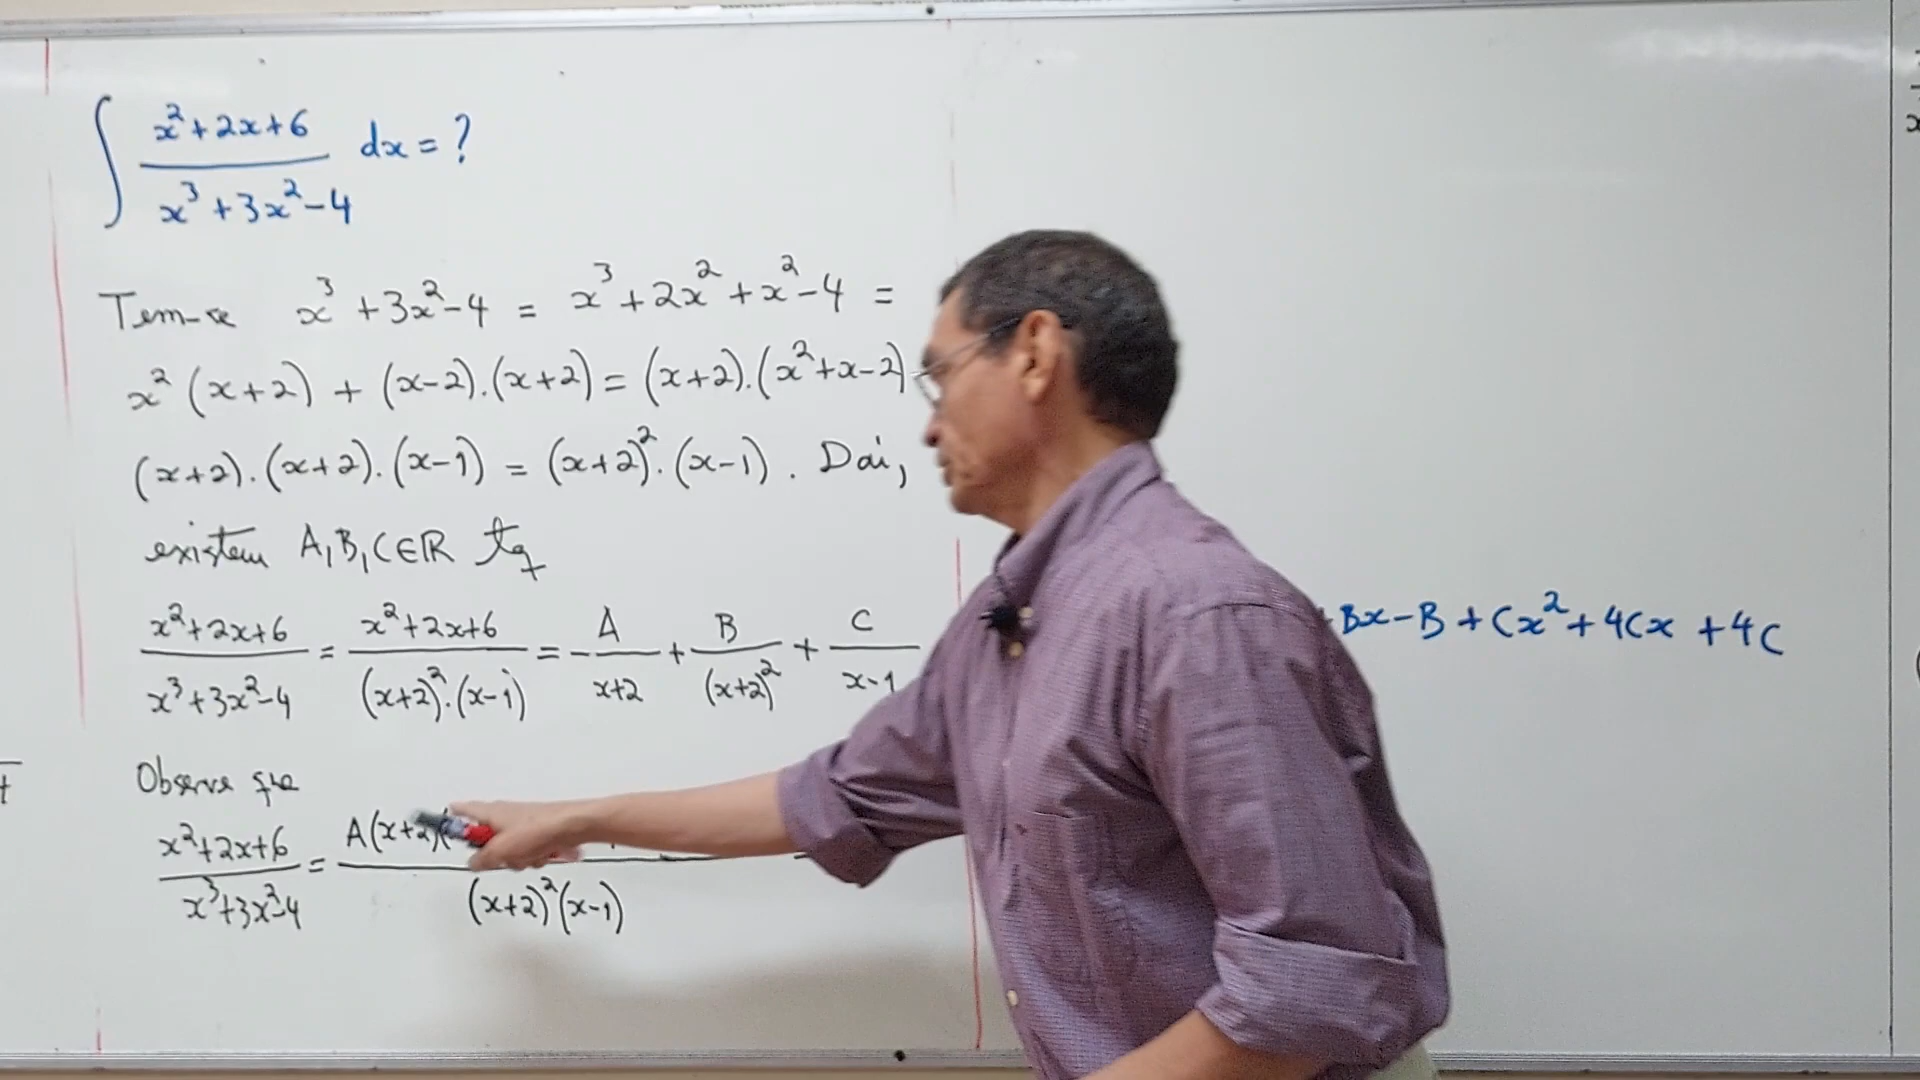 ∫ (x²+2x+6)/(x³+3x²-4) dx = ?
Tem-se x³+3x²-4 = x³+2x²+x²-4 =
x²(x+2) + (x-2).(x+2) = (x+2).(x²+x-2)
(x+2).(x+2).(x-1) = (x+2)².(x-1). Daí,
existem A,B,C∈ℝ tq
(x²+2x+6)/(x³+3x²-4) = (x²+2x+6)/((x+2)².(x-1)) = A/(x+2) + B/(x+2)² + C/(x-1)
Observe que
(x²+2x+6)/(x³+3x²-4) = A(x+2)( /((x+2)²(x-1))
Bx-B+Cx²+4Cx+4C